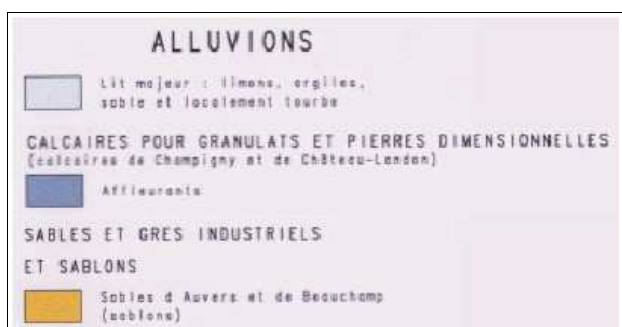 ALLUVIONS
Lit majeur : limons, argiles,
sable et localement tourbe
CALCAIRES POUR GRANULATS ET PIERRES DIMENSIONNELLES
(calcaires de Champigny et de Château-Landon)
Affleurants
SABLES ET GRES INDUSTRIELS
ET SABLONS
Sables d Auvers et de Beauchamp
(sablons)